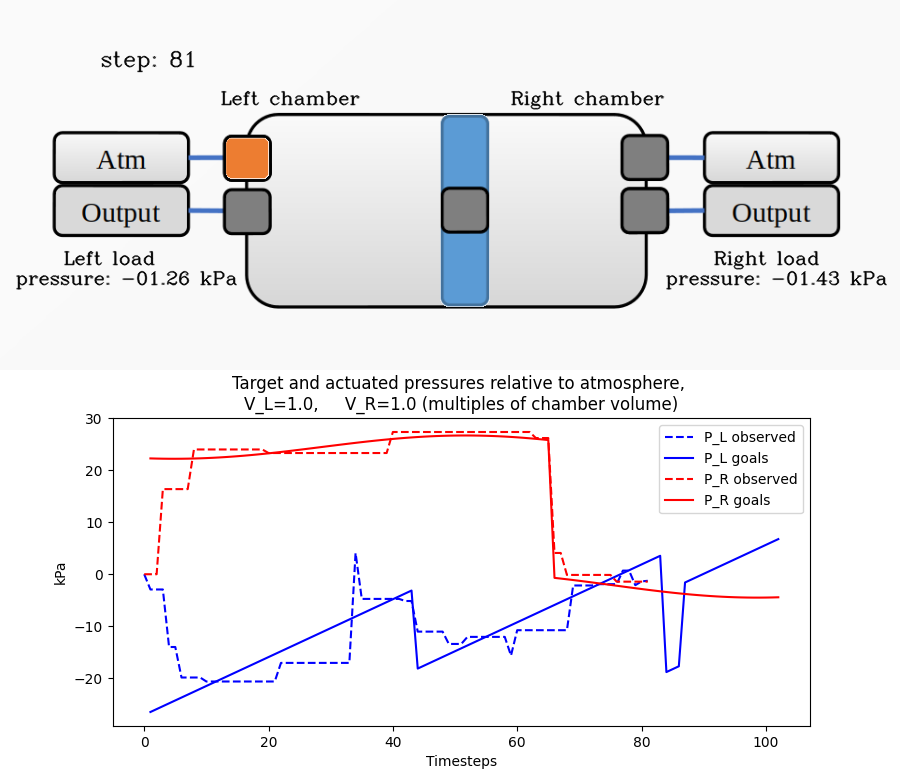 step: 81
Left chamber
Right chamber
Atm
Atm
Output
Output
Left load
pressure: -01.26 kPa
Right load
pressure: -01.43 kPa
Target and actuated pressures relative to atmosphere,
V_L=1.0, V_R=1.0 (multiples of chamber volume)
30
20
10
0
−10
−20
kPa
P_L observed
P_L goals
P_R observed
P_R goals
0 20 40 60 80 100
Timesteps